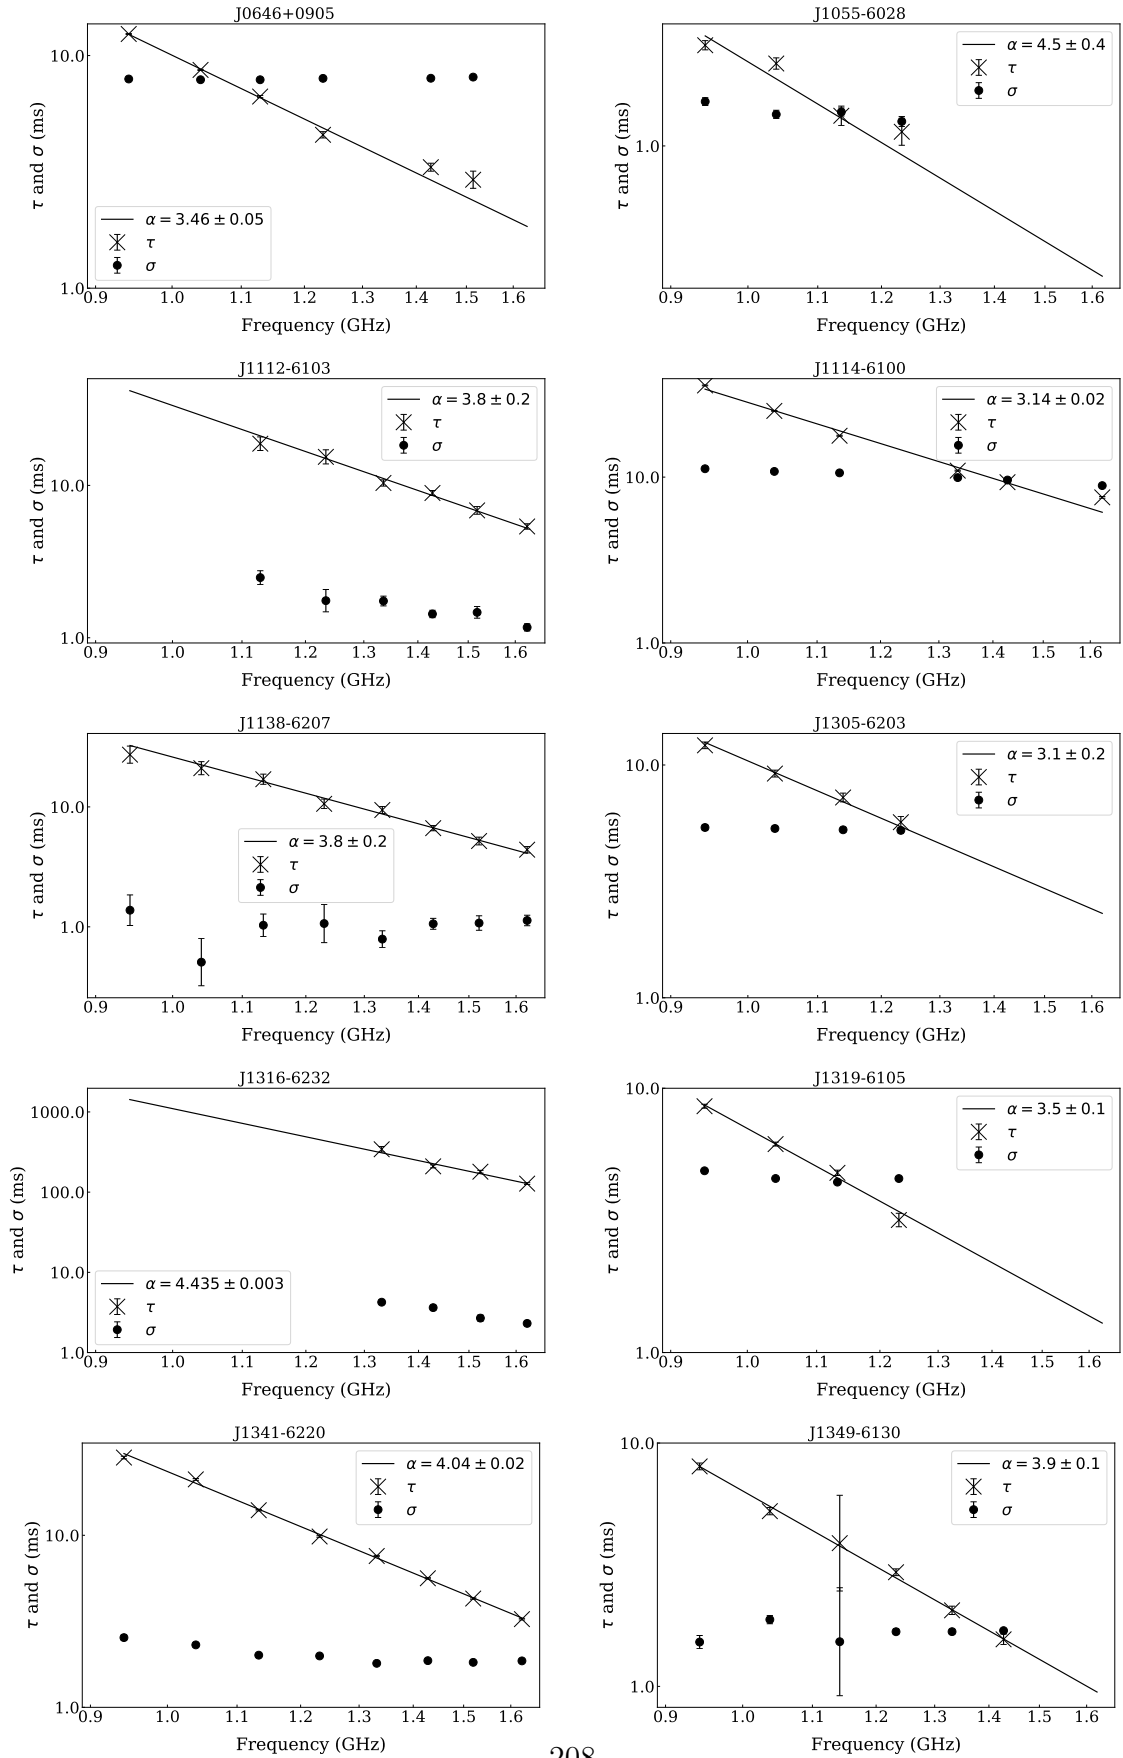 J0646+0905
10.0
1.0
τ and σ (ms)
α = 3.46 ± 0.05
τ
σ
0.9 1.0 1.1 1.2 1.3 1.4 1.5 1.6
Frequency (GHz)
J1055-6028
1.0
τ and σ (ms)
α = 4.5 ± 0.4
τ
σ
0.9 1.0 1.1 1.2 1.3 1.4 1.5 1.6
Frequency (GHz)
J1112-6103
10.0
1.0
τ and σ (ms)
α = 3.8 ± 0.2
τ
σ
0.9 1.0 1.1 1.2 1.3 1.4 1.5 1.6
Frequency (GHz)
J1114-6100
10.0
1.0
τ and σ (ms)
α = 3.14 ± 0.02
τ
σ
0.9 1.0 1.1 1.2 1.3 1.4 1.5 1.6
Frequency (GHz)
J1138-6207
10.0
1.0
τ and σ (ms)
α = 3.8 ± 0.2
τ
σ
0.9 1.0 1.1 1.2 1.3 1.4 1.5 1.6
Frequency (GHz)
J1305-6203
10.0
1.0
τ and σ (ms)
α = 3.1 ± 0.2
τ
σ
0.9 1.0 1.1 1.2 1.3 1.4 1.5 1.6
Frequency (GHz)
J1316-6232
1000.0
100.0
10.0
1.0
τ and σ (ms)
α = 4.435 ± 0.003
τ
σ
0.9 1.0 1.1 1.2 1.3 1.4 1.5 1.6
Frequency (GHz)
J1319-6105
10.0
1.0
τ and σ (ms)
α = 3.5 ± 0.1
τ
σ
0.9 1.0 1.1 1.2 1.3 1.4 1.5 1.6
Frequency (GHz)
J1341-6220
10.0
1.0
τ and σ (ms)
α = 4.04 ± 0.02
τ
σ
0.9 1.0 1.1 1.2 1.3 1.4 1.5 1.6
Frequency (GHz)
J1349-6130
10.0
1.0
τ and σ (ms)
α = 3.9 ± 0.1
τ
σ
0.9 1.0 1.1 1.2 1.3 1.4 1.5 1.6
Frequency (GHz)
208